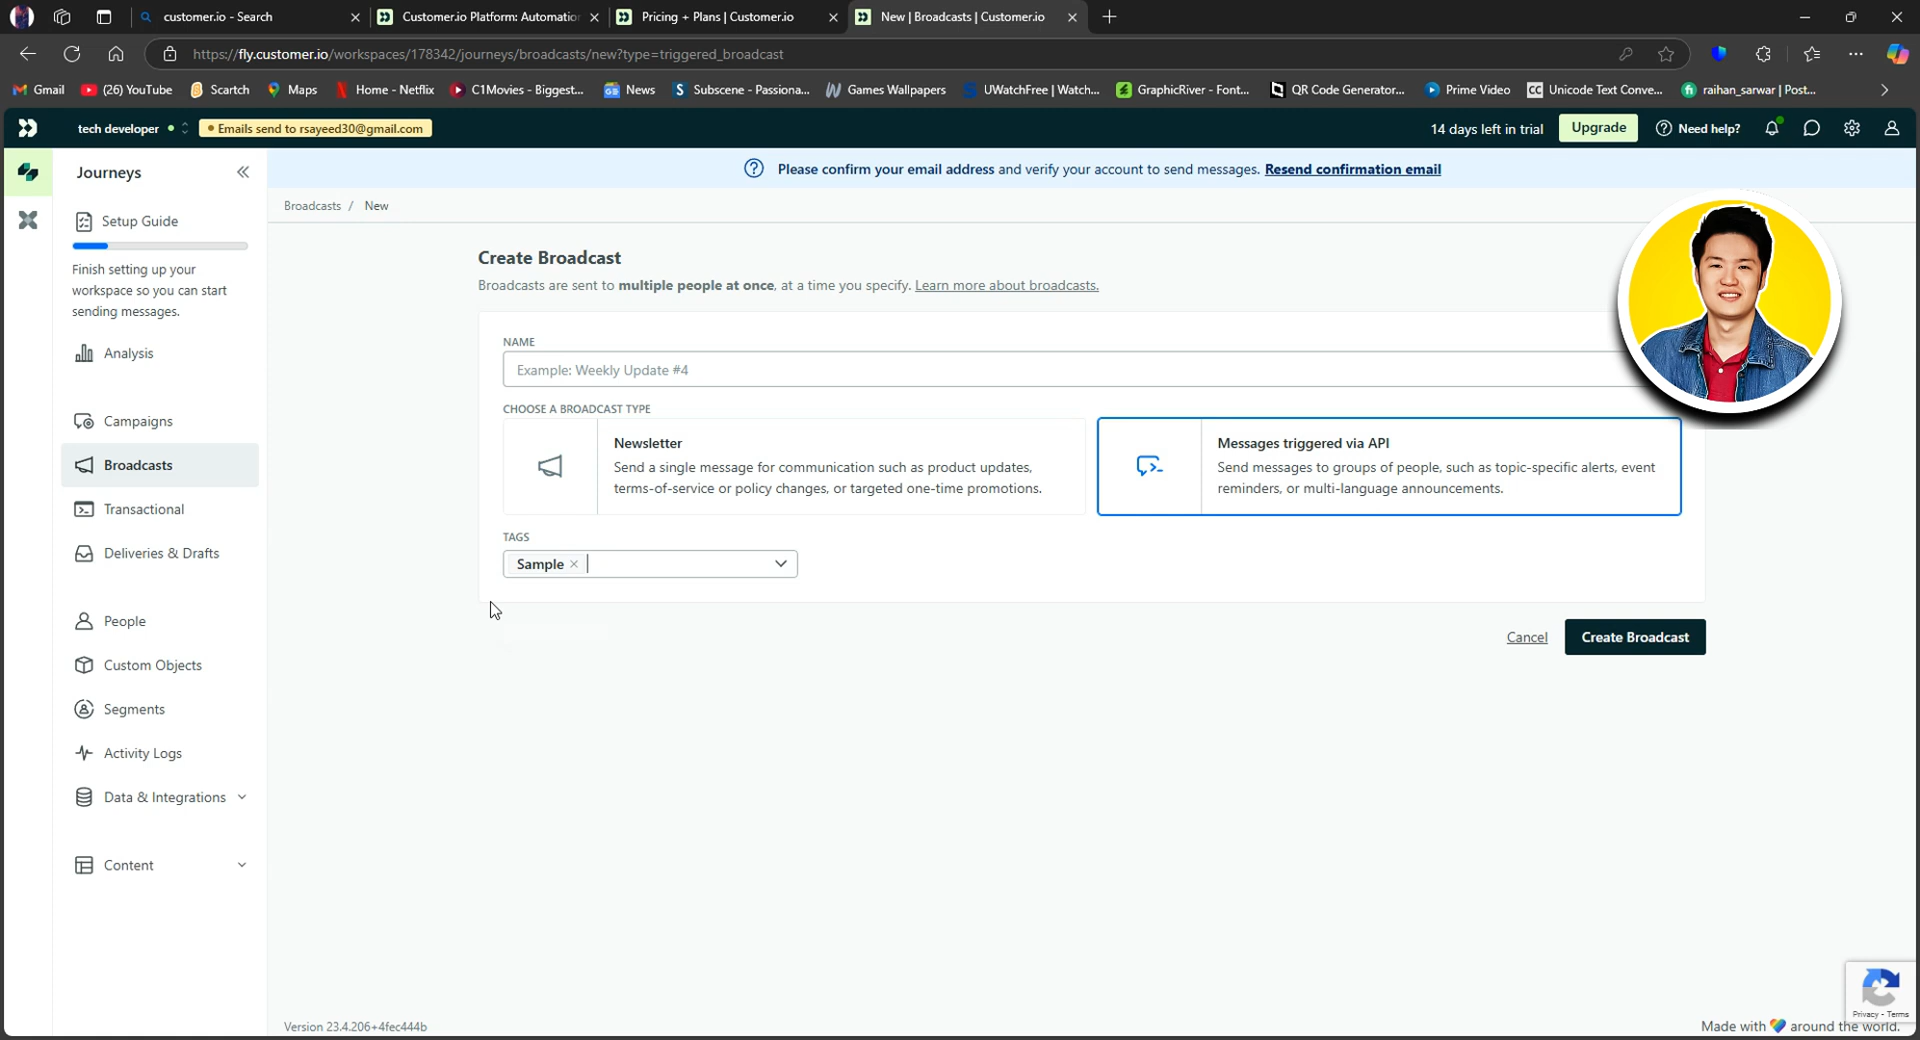 customer.io - Search
Customer.io Platform: Automation
Pricing + Plans | Customer.io
New | Broadcasts | Customer.io
https://fly.customer.io/workspaces/178342/journeys/broadcasts/new?type=triggered_broadcast
Gmail
(26) YouTube
Scartch
Maps
Home - Netflix
C1Movies - Biggest...
News
Subscene - Passiona...
Games Wallpapers
UWatchFree | Watch...
GraphicRiver - Font...
QR Code Generator...
Prime Video
Unicode Text Conve...
raihan_sarwar | Post...
tech developer
Emails send to rsayeed30@gmail.com
14 days left in trial
Upgrade
Need help?
Journeys
Please confirm your email address and verify your account to send messages. Resend confirmation email
Setup Guide
Finish setting up your
workspace so you can start
sending messages.
Analysis
Campaigns
Broadcasts
Transactional
Deliveries & Drafts
People
Custom Objects
Segments
Activity Logs
Data & Integrations
Content
Broadcasts / New
Create Broadcast
Broadcasts are sent to multiple people at once, at a time you specify. Learn more about broadcasts.
NAME
Example: Weekly Update #4
CHOOSE A BROADCAST TYPE
Newsletter
Send a single message for communication such as product updates,
terms-of-service or policy changes, or targeted one-time promotions.
Messages triggered via API
Send messages to groups of people, such as topic-specific alerts, event
reminders, or multi-language announcements.
TAGS
Sample
Cancel
Create Broadcast
Privacy - Terms
Version 23.4.206+4fec444b
Made with around the world.